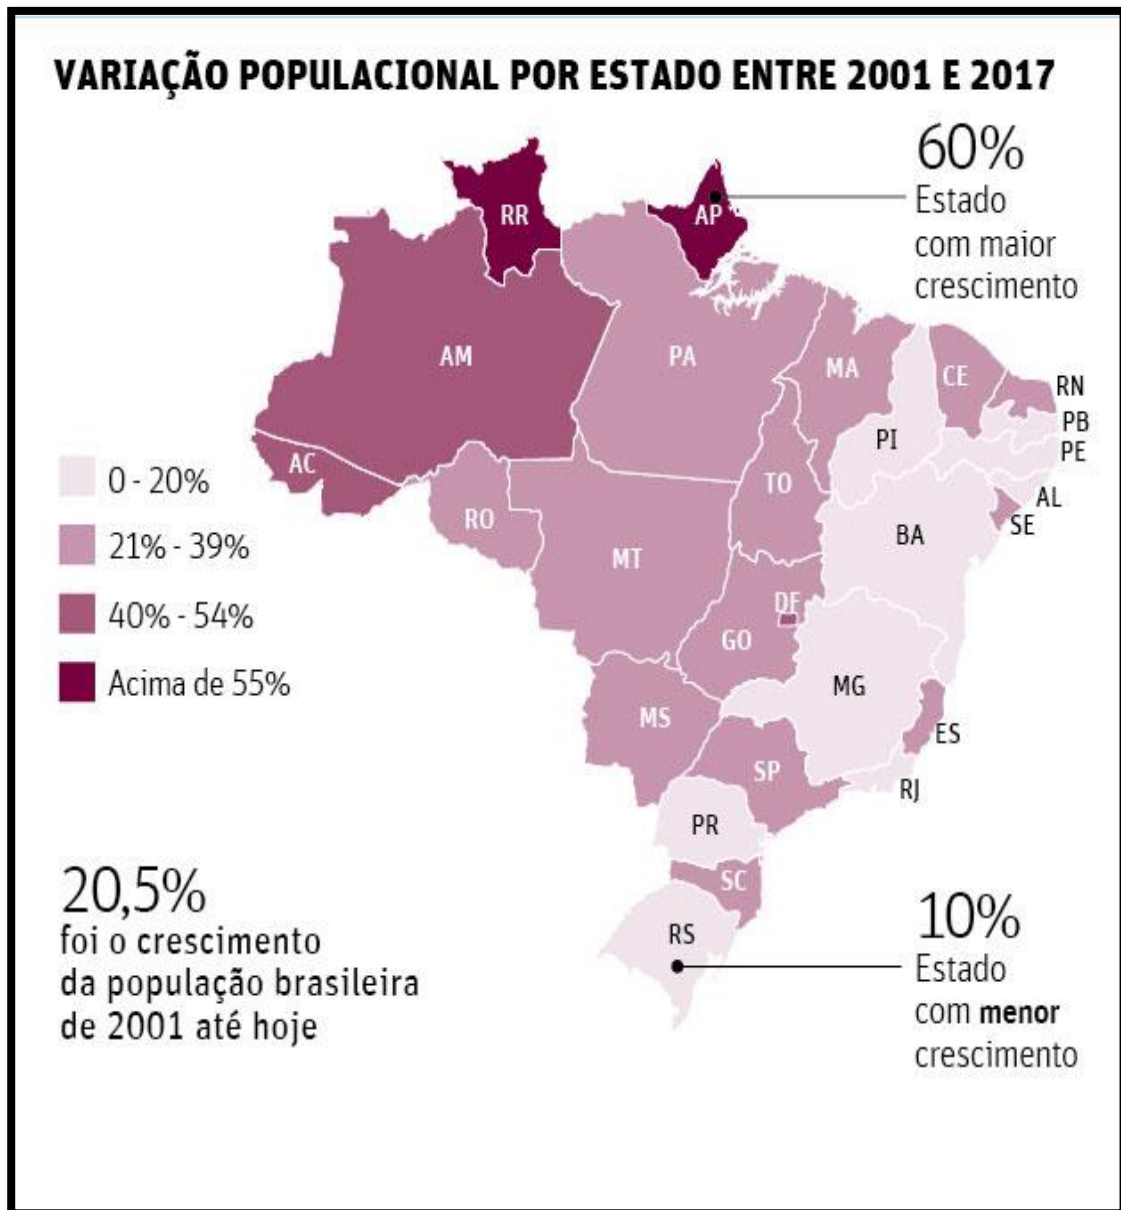 VARIAÇÃO POPULACIONAL POR ESTADO ENTRE 2001 E 2017
60%
Estado
com maior
crescimento
RR
AP
AM
PA
MA
CE
RN
PB
PE
AL
SE
PI
AC
TO
RO
BA
MT
DF
GO
MG
MS
ES
SP
RJ
PR
SC
RS
0 - 20%
21% - 39%
40% - 54%
Acima de 55%
20,5%
foi o crescimento
da população brasileira
de 2001 até hoje
10%
Estado
com menor
crescimento